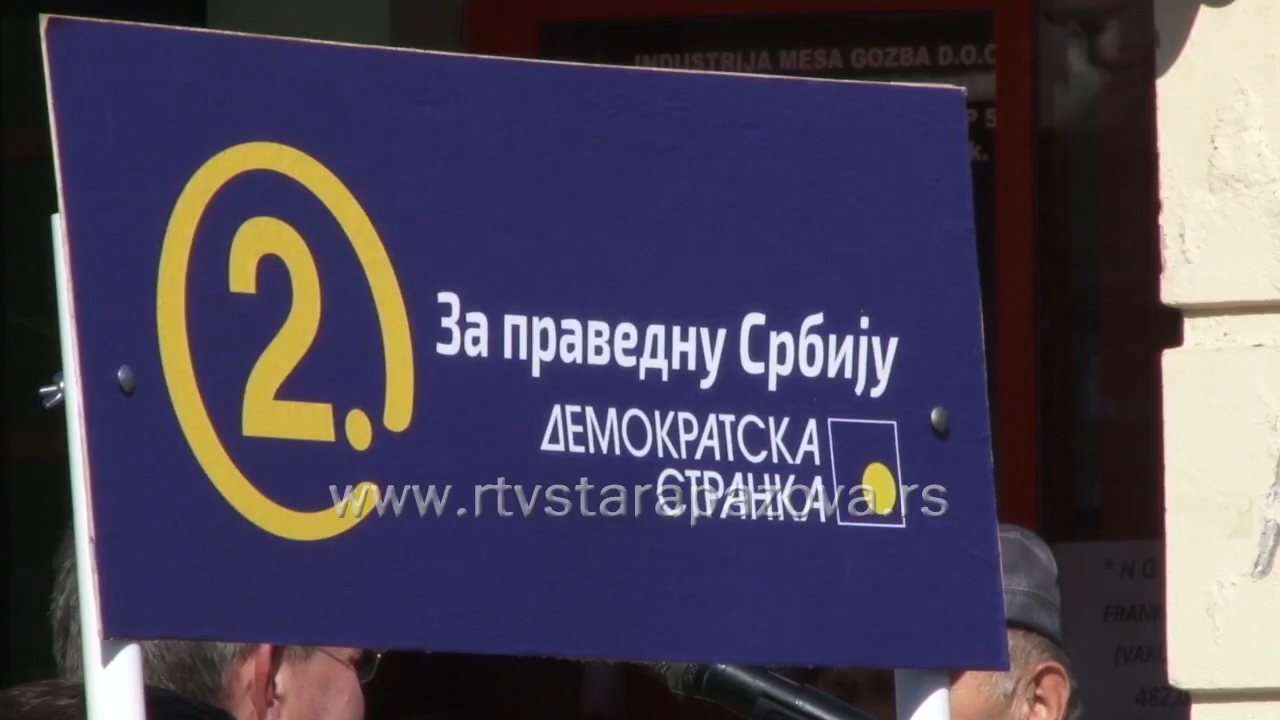 INDUSTRIJA MESA GOZBA D.O.O
2.
За праведну Србију
ДЕМОКРАТСКА
СТРАНКА
www.rtvstarapazova.rs